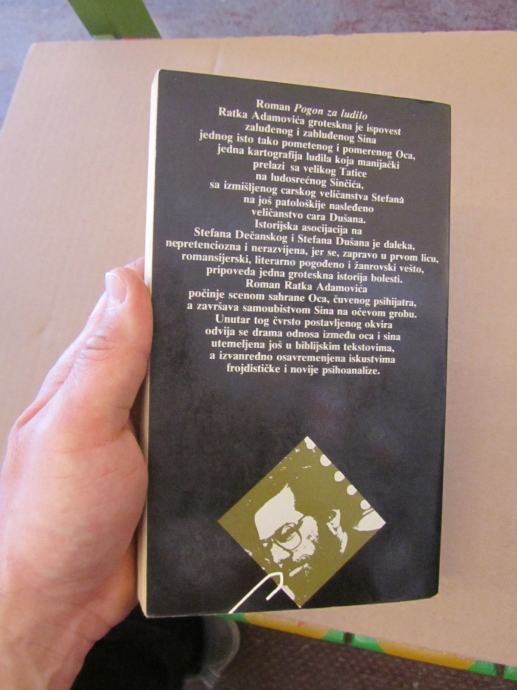 Roman Pogon za ludilo
Ratka Adamovića groteskna je ispovest
zaluđenog i zabluđenog Sina
jednog isto tako pometenog i pomerenog Oca,
jedna kartografija ludila koja manijački
prelazi sa velikog Tatice
na ludosrećnog Sinčića,
sa izmišljenog carskog veličanstva Stefana
na još patološkije nasleđeno
veličanstvo cara Dušana.
Istorijska asocijacija na
Stefana Dečanskog i Stefana Dušana je daleka,
nepretenciozna i nerazvijena, jer se, zapravo u prvom licu,
romansijerski, literarno pogođeno i žanrovski vešto,
pripoveda jedna groteskna istorija bolesti.
Roman Ratka Adamovića
počinje scenom sahrane Oca, čuvenog psihijatra,
a završava samoubistvom Sina na očevom grobu.
Unutar tog čvrsto postavljenog okvira
odvija se drama odnosa između oca i sina
utemeljena još u biblijskim tekstovima,
a izvanredno osavremenjena iskustvima
frojdističke i novije psihoanalize.